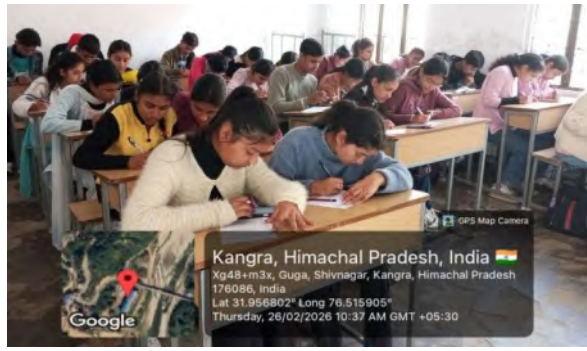 GPS Map Camera
Google
Kangra, Himachal Pradesh, India 🇮🇳
Xg48+m3x, Guga, Shivnagar, Kangra, Himachal Pradesh
176086, India
Lat 31.956802° Long 76.515905°
Thursday, 26/02/2026 10:37 AM GMT +05:30